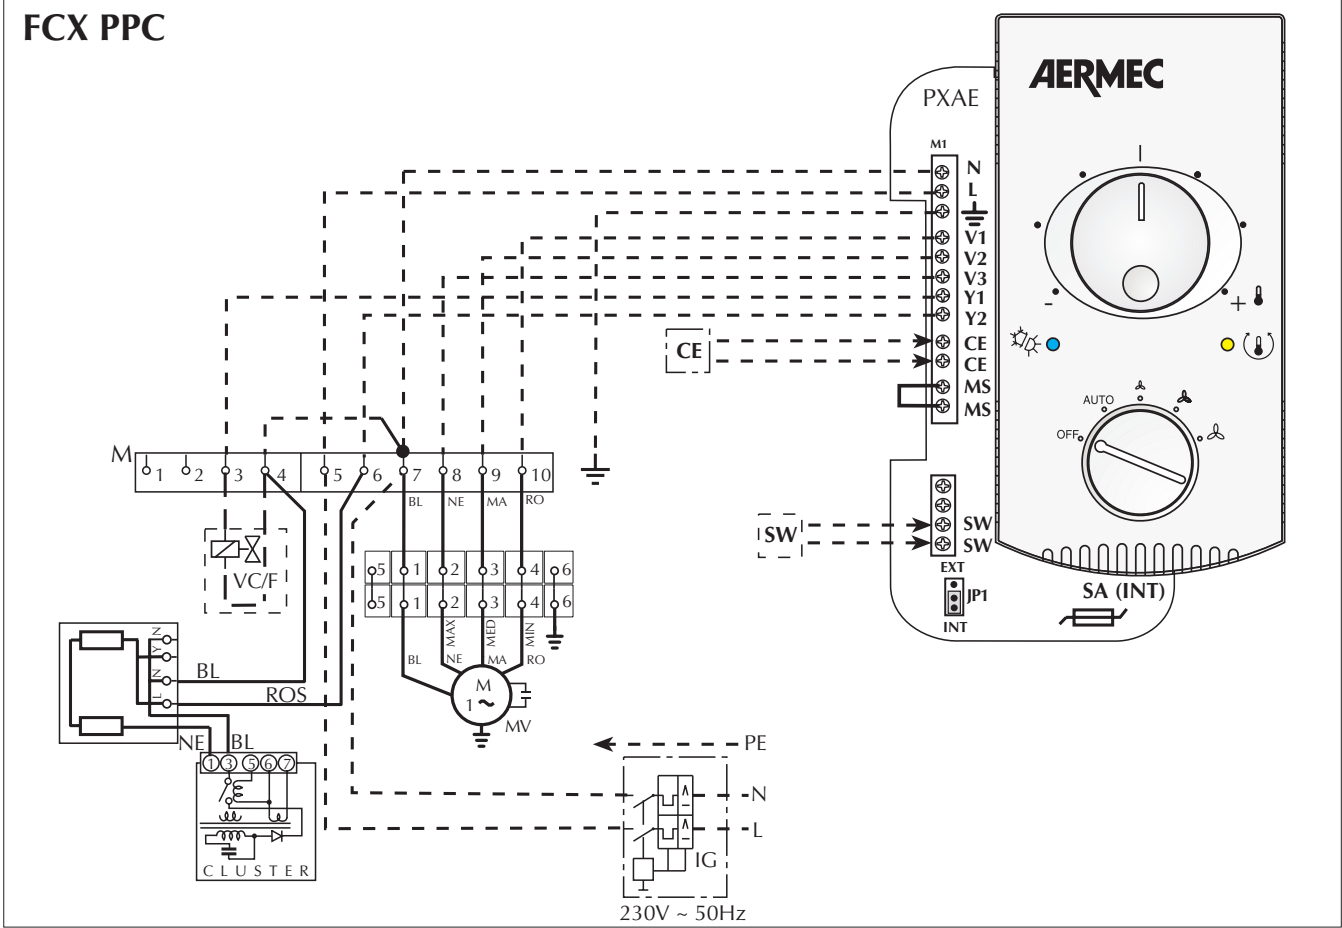 FCX PPC
AERMEC
PXAE
M1
N
L
V1
V2
V3
Y1
Y2
CE
CE
CE
MS
MS
- +
AUTO
OFF
M 1 2 3 4 5 6 7 8 9 10
BL NE MA RO
SW
SW
SW
EXT
JP1
INT
SA (INT)
VC/F
5 1 2 3 4 6
5 1 2 3 4 6
MAX MED MIN
BL NE MA RO
M
1 ~
MV
N
Y
N
L
BL
ROS
NE BL
1 3 5 6 7
CLUSTER
PE
N
L
IG
230V ~ 50Hz